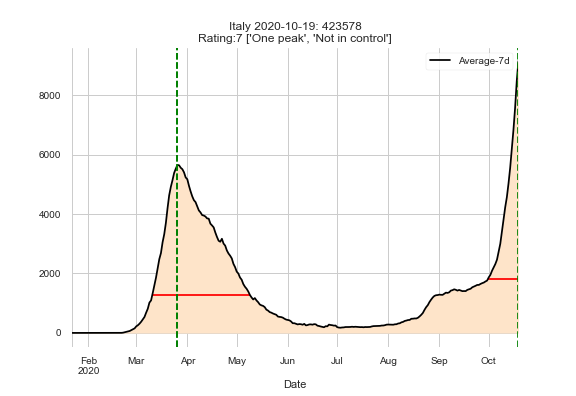 Italy 2020-10-19: 423578
Rating:7 ['One peak', 'Not in control']
Average-7d
8000
6000
4000
2000
0
Feb
2020
Mar
Apr
May
Jun
Jul
Aug
Sep
Oct
Date